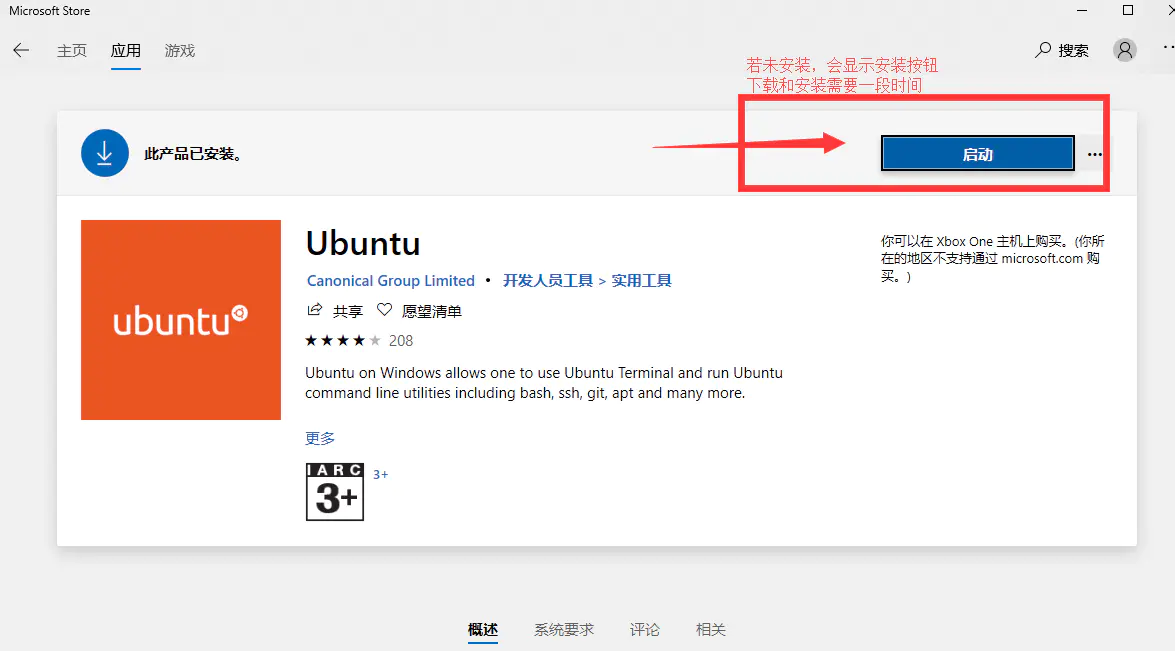 Microsoft Store
主页 应用 游戏 搜索
若未安装，会显示安装按钮
下载和安装需要一段时间
此产品已安装。
启动
ubuntu
Ubuntu
Canonical Group Limited • 开发人员工具 > 实用工具
共享 愿望清单
208
Ubuntu on Windows allows one to use Ubuntu Terminal and run Ubuntu
command line utilities including bash, ssh, git, apt and many more.
更多
IARC
3+
3+
你可以在 Xbox One 主机上购买。(你所
在的地区不支持通过 microsoft.com 购
买。)
概述 系统要求 评论 相关